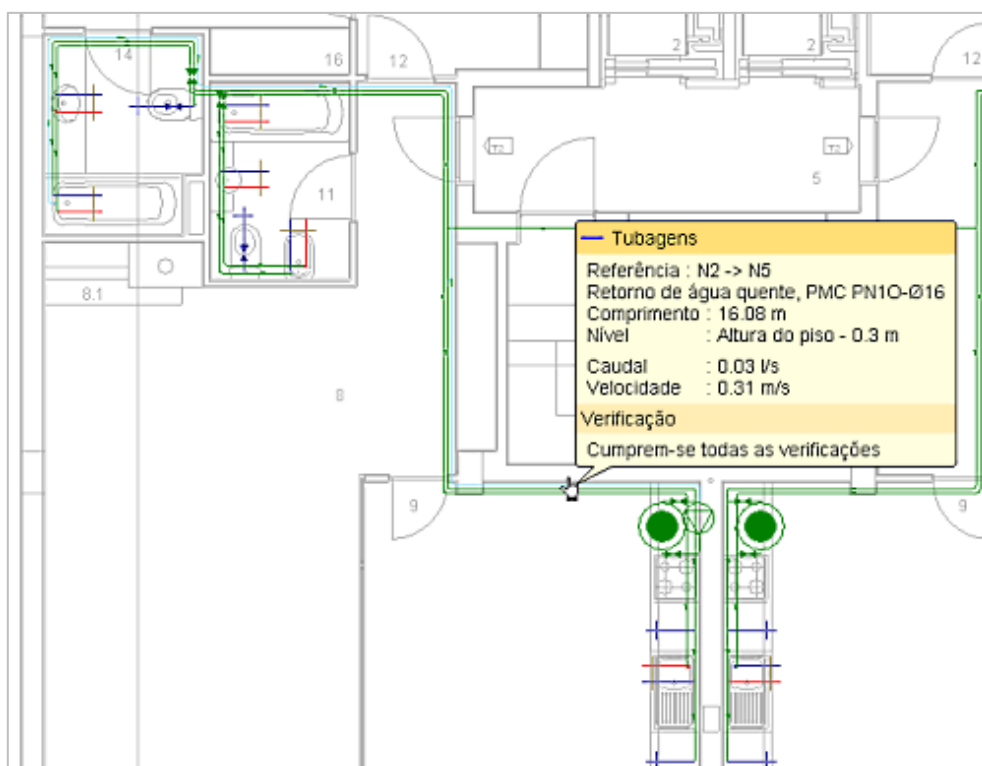 14
16
12
2
2
12
T2
T2
5
11
8.1
8
9
9
Tubagens
Referência : N2 -> N5
Retorno de água quente, PMC PN1O-Ø16
Comprimento : 16.08 m
Nível : Altura do piso - 0.3 m
Caudal : 0.03 l/s
Velocidade : 0.31 m/s
Verificação
Cumprem-se todas as verificações